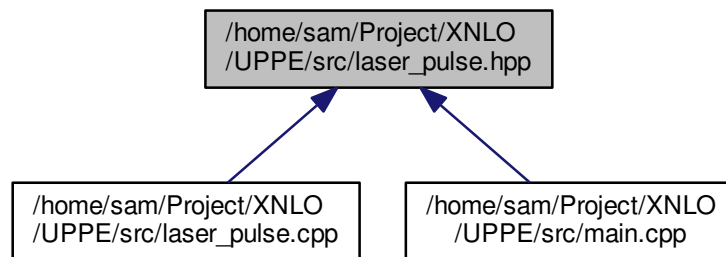 /home/sam/Project/XNLO
/UPPE/src/laser_pulse.hpp
/home/sam/Project/XNLO
/UPPE/src/laser_pulse.cpp
/home/sam/Project/XNLO
/UPPE/src/main.cpp